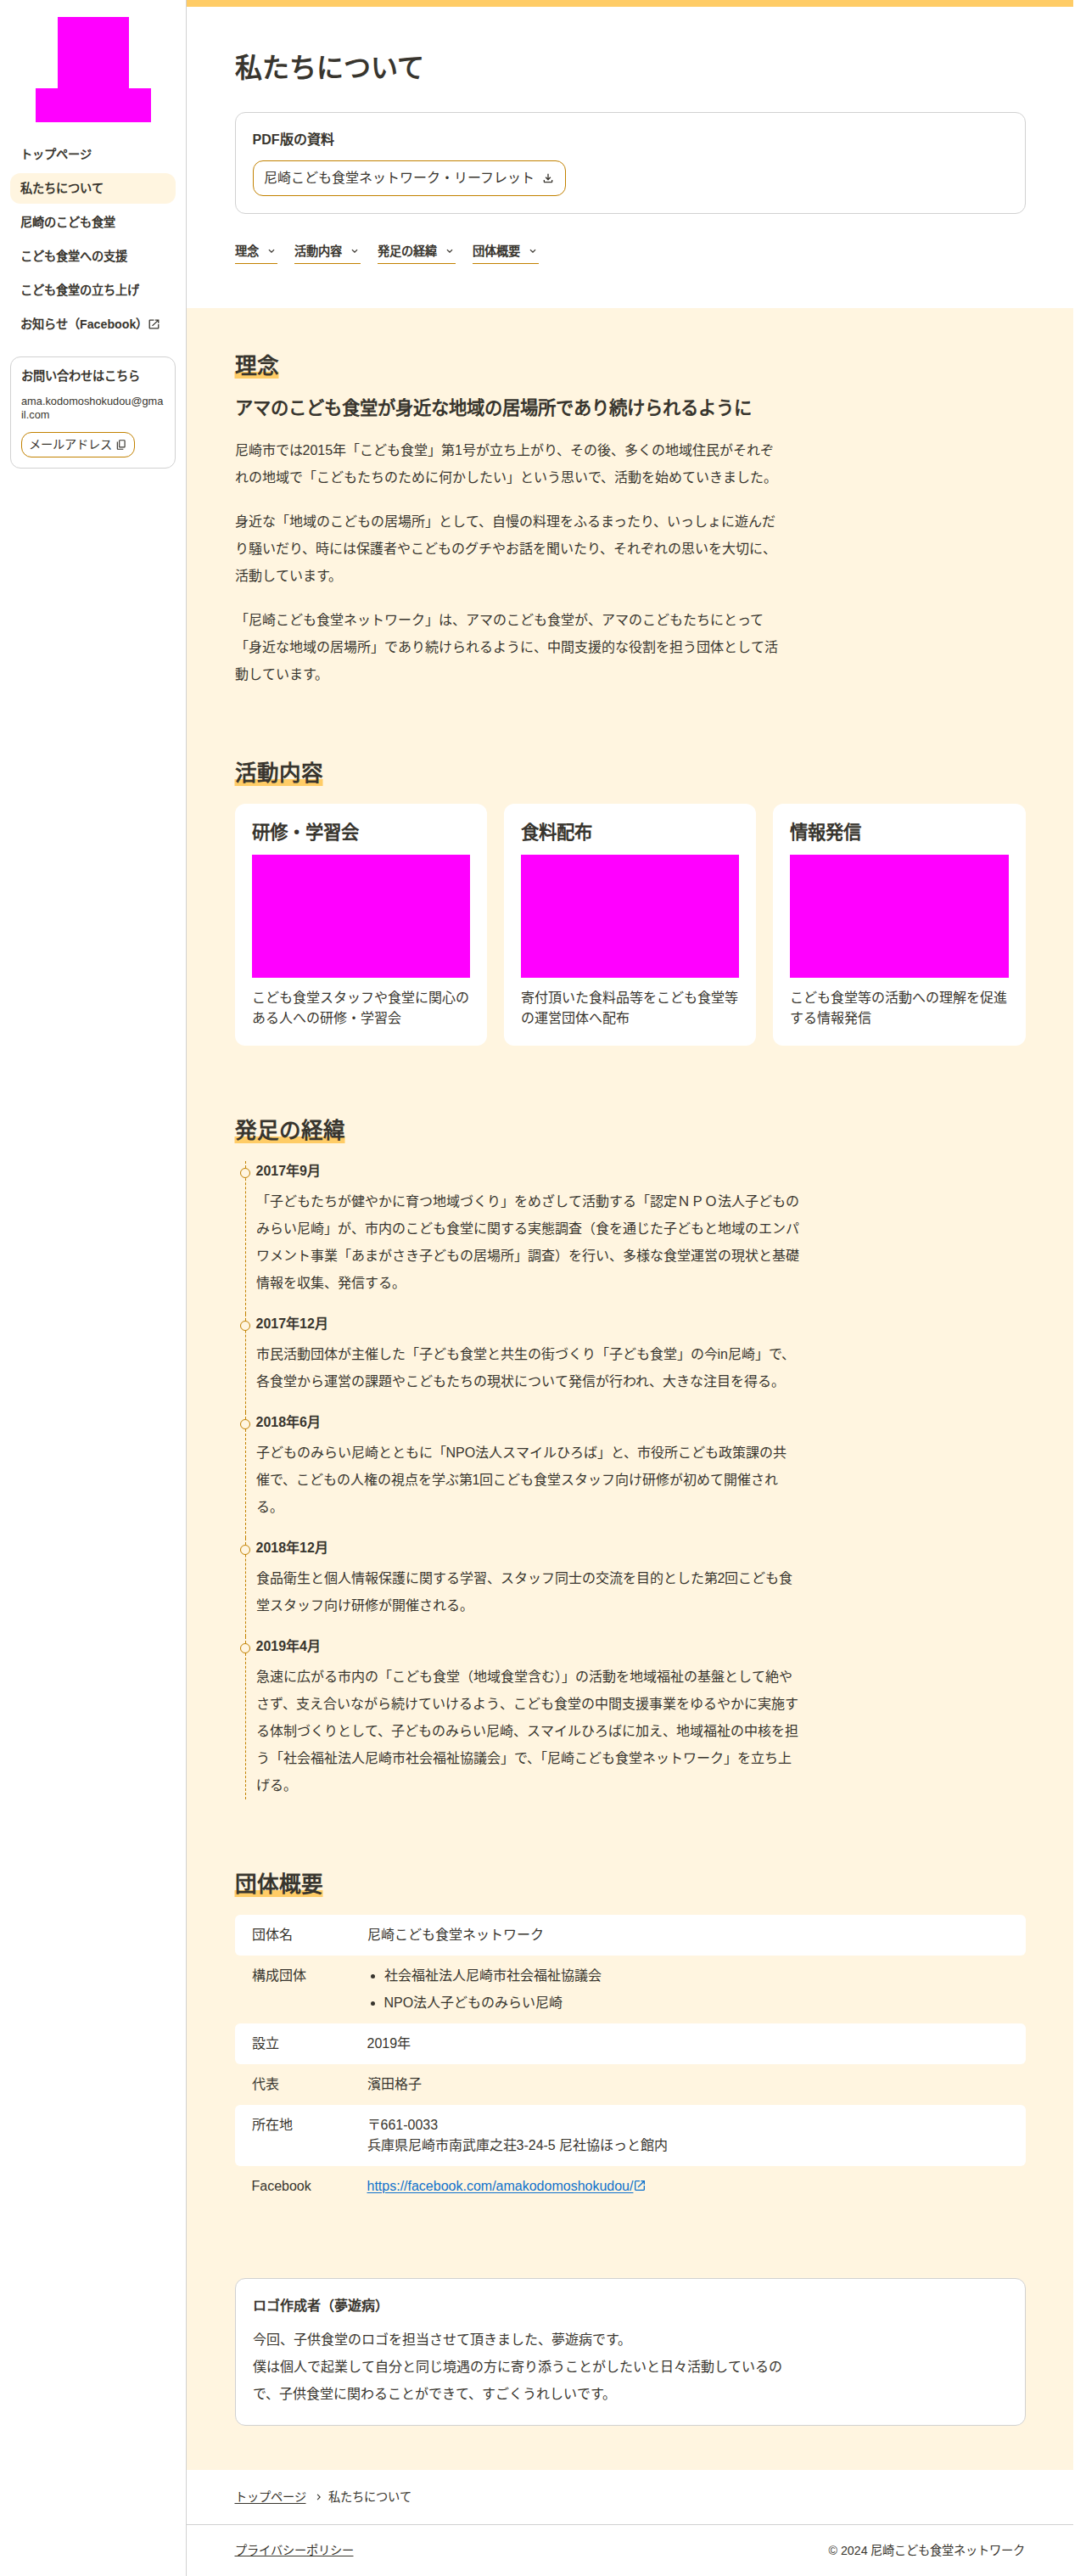 トップページ
私たちについて
尼崎のこども食堂
こども食堂への支援
こども食堂の立ち上げ
お知らせ（Facebook）
お問い合わせはこちら
ama.kodomoshokudou@gma
il.com
メールアドレス
私たちについて
PDF版の資料
尼崎こども食堂ネットワーク・リーフレット
理念 活動内容 発足の経緯 団体概要
理念
アマのこども食堂が身近な地域の居場所であり続けられるように
尼崎市では2015年「こども食堂」第1号が立ち上がり、その後、多くの地域住民がそれぞ
れの地域で「こどもたちのために何かしたい」という思いで、活動を始めていきました。
身近な「地域のこどもの居場所」として、自慢の料理をふるまったり、いっしょに遊んだ
り騒いだり、時には保護者やこどものグチやお話を聞いたり、それぞれの思いを大切に、
活動しています。
「尼崎こども食堂ネットワーク」は、アマのこども食堂が、アマのこどもたちにとって
「身近な地域の居場所」であり続けられるように、中間支援的な役割を担う団体として活
動しています。
活動内容
研修・学習会
こども食堂スタッフや食堂に関心の
ある人への研修・学習会
食料配布
寄付頂いた食料品等をこども食堂等
の運営団体へ配布
情報発信
こども食堂等の活動への理解を促進
する情報発信
発足の経緯
2017年9月
「子どもたちが健やかに育つ地域づくり」をめざして活動する「認定ＮＰＯ法人子どもの
みらい尼崎」が、市内のこども食堂に関する実態調査（食を通じた子どもと地域のエンパ
ワメント事業「あまがさき子どもの居場所」調査）を行い、多様な食堂運営の現状と基礎
情報を収集、発信する。
2017年12月
市民活動団体が主催した「子ども食堂と共生の街づくり「子ども食堂」の今in尼崎」で、
各食堂から運営の課題やこどもたちの現状について発信が行われ、大きな注目を得る。
2018年6月
子どものみらい尼崎とともに「NPO法人スマイルひろば」と、市役所こども政策課の共
催で、こどもの人権の視点を学ぶ第1回こども食堂スタッフ向け研修が初めて開催され
る。
2018年12月
食品衛生と個人情報保護に関する学習、スタッフ同士の交流を目的とした第2回こども食
堂スタッフ向け研修が開催される。
2019年4月
急速に広がる市内の「こども食堂（地域食堂含む）」の活動を地域福祉の基盤として絶や
さず、支え合いながら続けていけるよう、こども食堂の中間支援事業をゆるやかに実施す
る体制づくりとして、子どものみらい尼崎、スマイルひろばに加え、地域福祉の中核を担
う「社会福祉法人尼崎市社会福祉協議会」で、「尼崎こども食堂ネットワーク」を立ち上
げる。
団体概要
団体名 尼崎こども食堂ネットワーク
構成団体 • 社会福祉法人尼崎市社会福祉協議会
• NPO法人子どものみらい尼崎
設立 2019年
代表 濱田格子
所在地 〒661-0033
兵庫県尼崎市南武庫之荘3-24-5 尼社協ほっと館内
Facebook https://facebook.com/amakodomoshokudou/
ロゴ作成者（夢遊病）
今回、子供食堂のロゴを担当させて頂きました、夢遊病です。
僕は個人で起業して自分と同じ境遇の方に寄り添うことがしたいと日々活動しているの
で、子供食堂に関わることができて、すごくうれしいです。
トップページ › 私たちについて
プライバシーポリシー © 2024 尼崎こども食堂ネットワーク